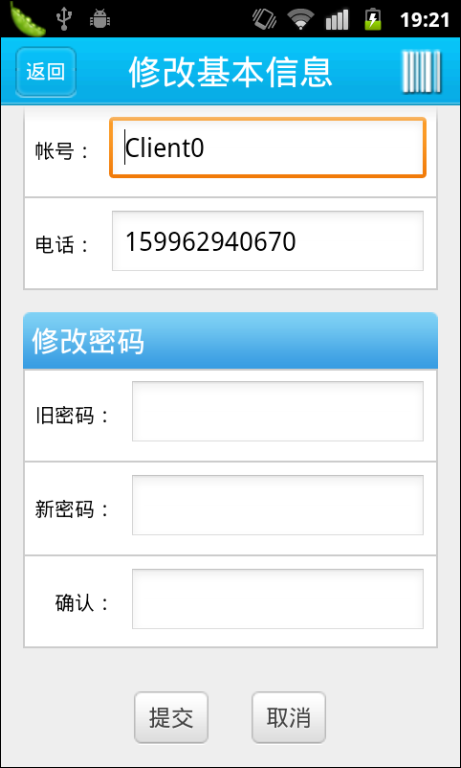 19:21
返回 修改基本信息
帐号： Client0
电话： 159962940670
修改密码
旧密码：
新密码：
确认：
提交 取消